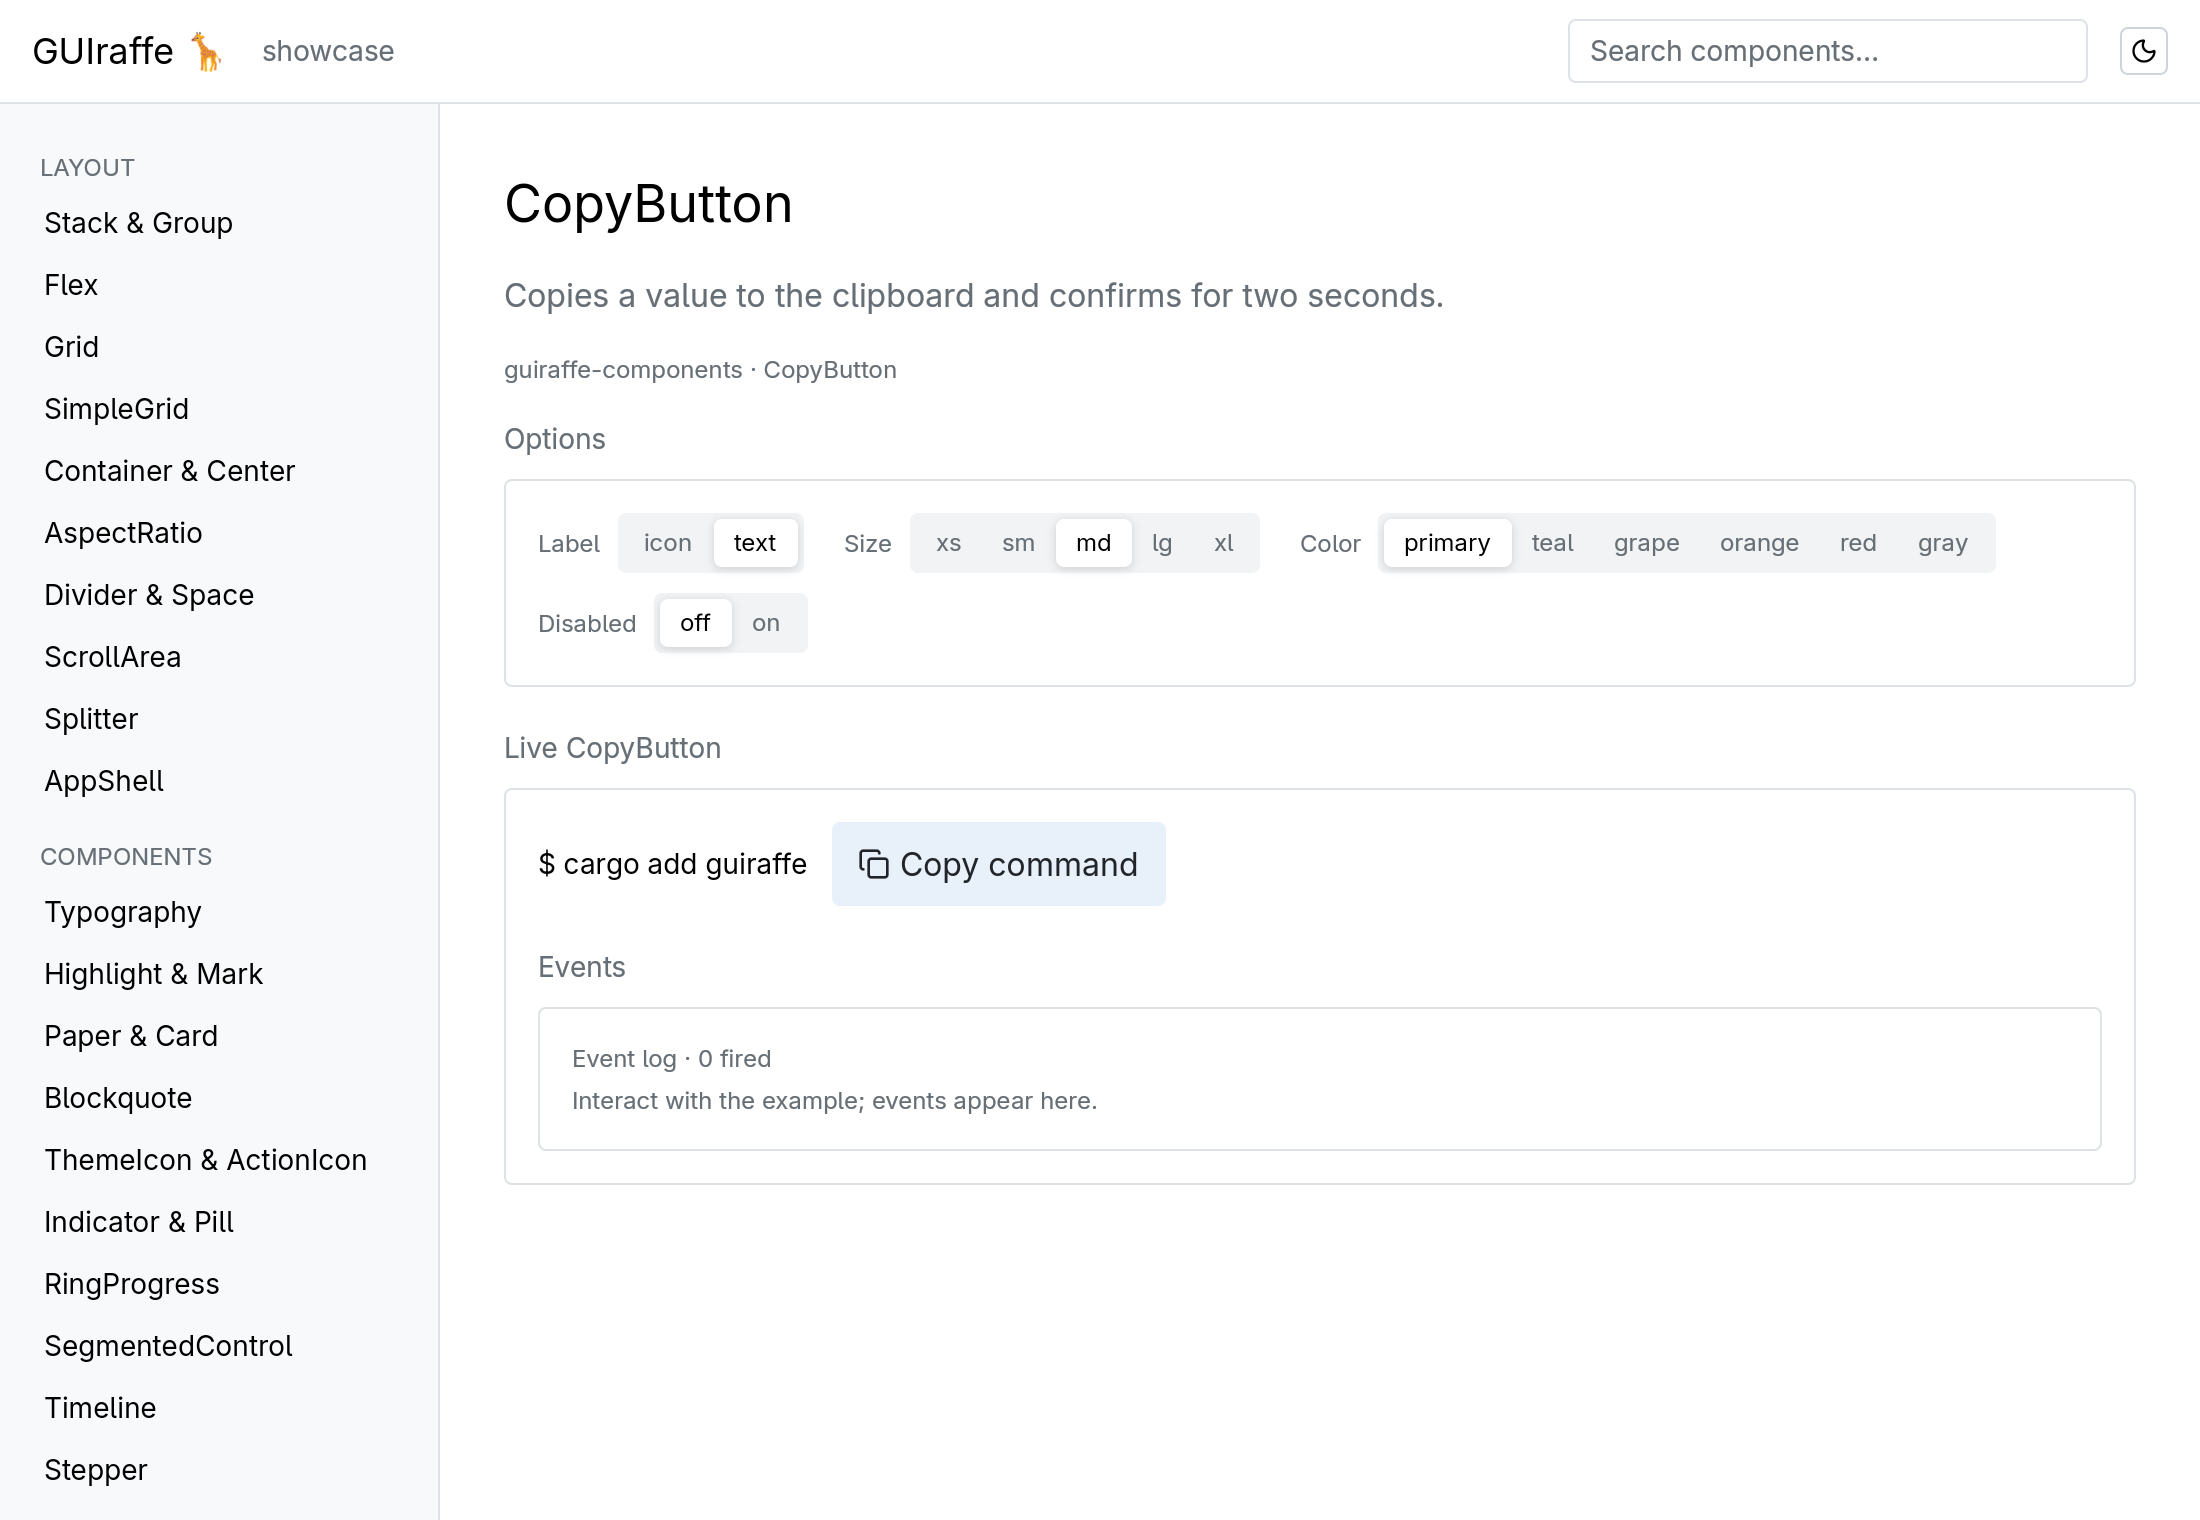 GUIraffe 🦒 showcase
Search components...
LAYOUT
Stack & Group
Flex
Grid
SimpleGrid
Container & Center
AspectRatio
Divider & Space
ScrollArea
Splitter
AppShell
COMPONENTS
Typography
Highlight & Mark
Paper & Card
Blockquote
ThemeIcon & ActionIcon
Indicator & Pill
RingProgress
SegmentedControl
Timeline
Stepper
CopyButton
Copies a value to the clipboard and confirms for two seconds.
guiraffe-components · CopyButton
Options
Label icon text Size xs sm md lg xl Color primary teal grape orange red gray
Disabled off on
Live CopyButton
$ cargo add guiraffe Copy command
Events
Event log · 0 fired
Interact with the example; events appear here.